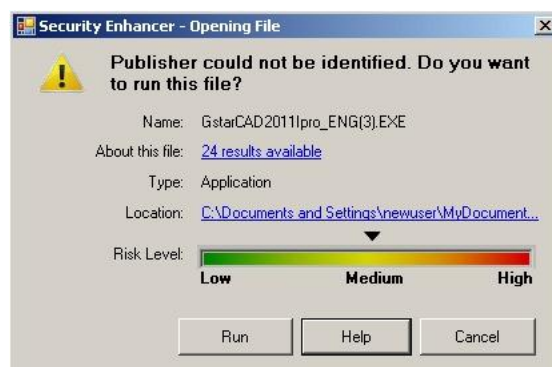 Security Enhancer - Opening File
Publisher could not be identified. Do you want
to run this file?
Name: GstarCAD2011Ipro_ENG(3).EXE
About this file: 24 results available
Type: Application
Location: C:\Documents and Settings\newuser\MyDocument...
Risk Level:
Low Medium High
Run Help Cancel